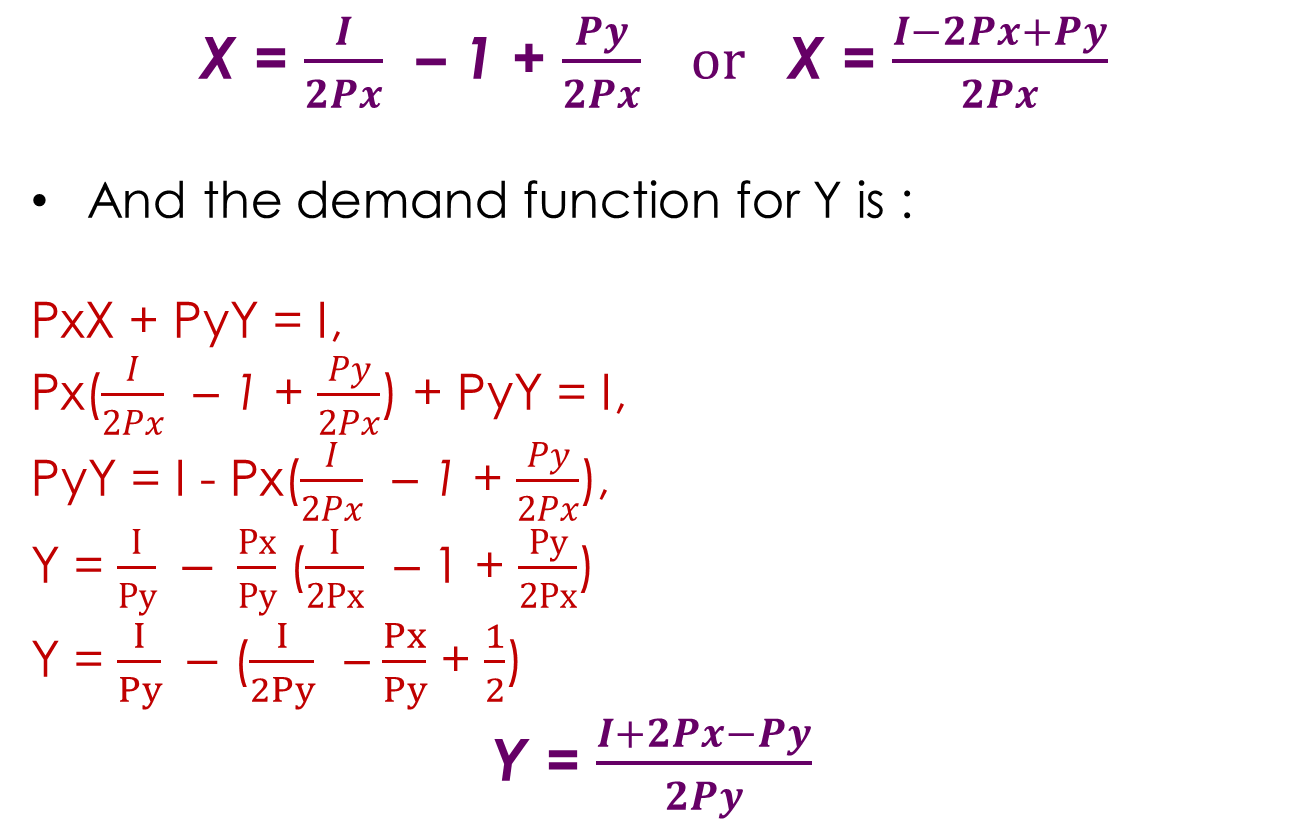 X = I/2Px – 1 + Py/2Px or X = I−2Px+Py/2Px
• And the demand function for Y is :
PxX + PyY = I,
Px(I/2Px – 1 + Py/2Px) + PyY = I,
PyY = I - Px(I/2Px – 1 + Py/2Px),
Y = I/Py – Px/Py (I/2Px – 1 + Py/2Px)
Y = I/Py – (I/2Py – Px/Py + 1/2)
Y = I+2Px−Py/2Py